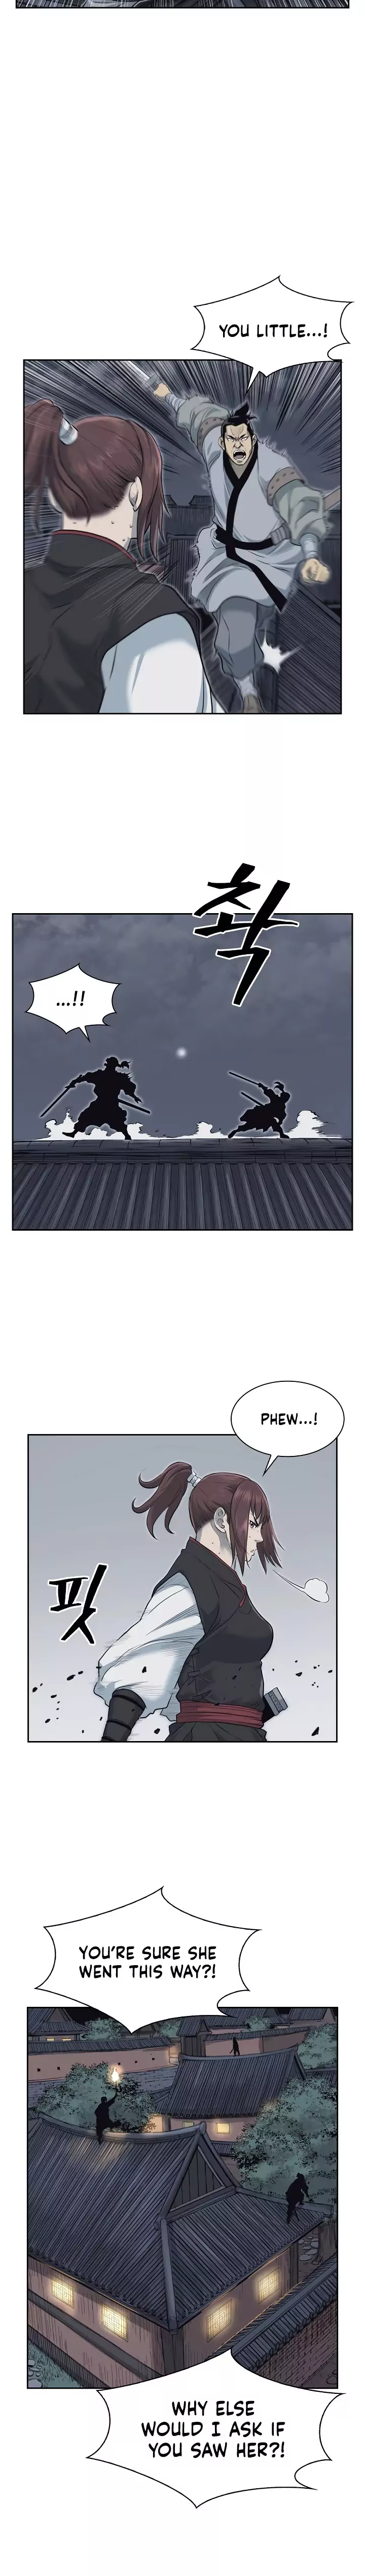 YOU LITTLE...!
촥
...!!
PHEW...!
팟
YOU'RE SURE SHE
WENT THIS WAY?!
WHY ELSE
WOULD I ASK IF
YOU SAW HER?!